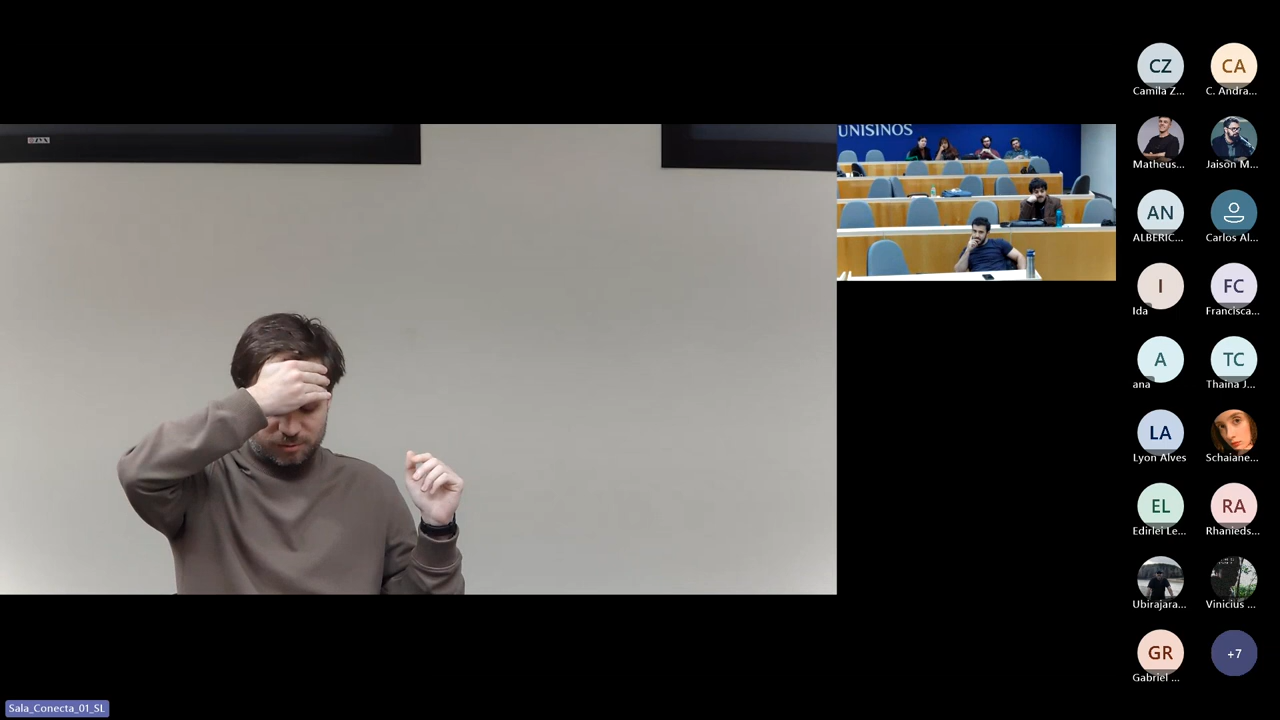 UNISINOS
CZ
Camila Z...
CA
C. Andra...
Matheus...
Jaison M...
AN
ALBERIC...
Carlos Al...
I
Ida
FC
Francisca...
A
ana
TC
Thaina J...
LA
Lyon Alves
Schaiane...
EL
Edirlei Le...
RA
Rhanieds...
Ubirajara...
Vinicius ...
GR
Gabriel ...
+7
Sala_Conecta_01_SL